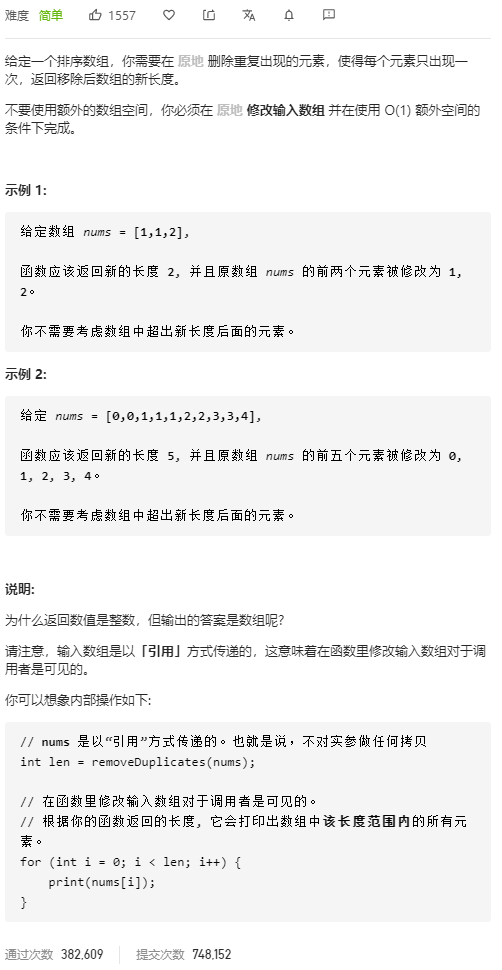 难度 简单 1557
给定一个排序数组，你需要在 原地 删除重复出现的元素，使得每个元素只出现一
次，返回移除后数组的新长度。
不要使用额外的数组空间，你必须在 原地 修改输入数组 并在使用 O(1) 额外空间的
条件下完成。
示例 1:
给定数组 nums = [1,1,2],
函数应该返回新的长度 2, 并且原数组 nums 的前两个元素被修改为 1,
2。
你不需要考虑数组中超出新长度后面的元素。
示例 2:
给定 nums = [0,0,1,1,1,2,2,3,3,4],
函数应该返回新的长度 5, 并且原数组 nums 的前五个元素被修改为 0,
1, 2, 3, 4。
你不需要考虑数组中超出新长度后面的元素。
说明:
为什么返回数值是整数，但输出的答案是数组呢?
请注意，输入数组是以「引用」方式传递的，这意味着在函数里修改输入数组对于调
用者是可见的。
你可以想象内部操作如下:
// nums 是以“引用”方式传递的。也就是说，不对实参做任何拷贝
int len = removeDuplicates(nums);
// 在函数里修改输入数组对于调用者是可见的。
// 根据你的函数返回的长度, 它会打印出数组中该长度范围内的所有元
素。
for (int i = 0; i < len; i++) {
    print(nums[i]);
}
通过次数 382,609 提交次数 748,152